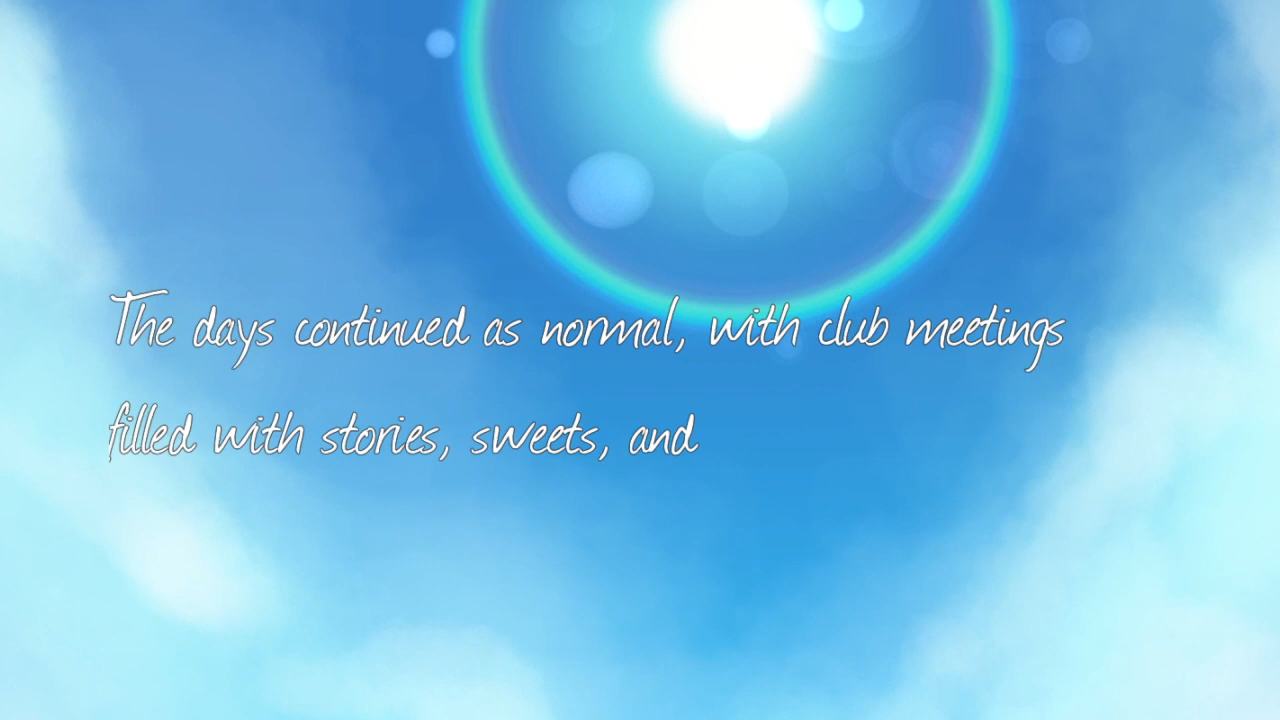 The days continued as normal, with club meetings
filled with stories, sweets, and